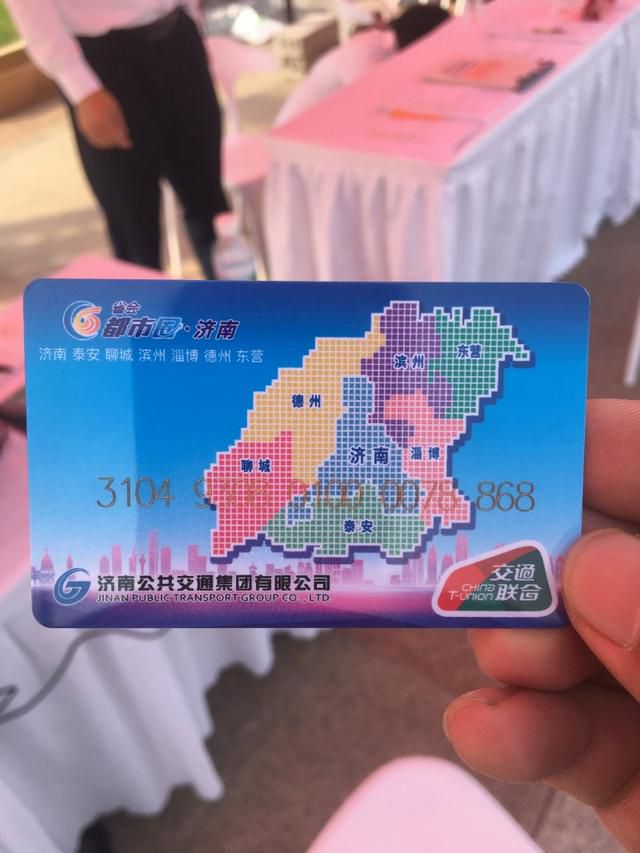 省会
都市圈·济南
济南 泰安 聊城 滨州 淄博 德州 东营
东营
滨州
德州
济南
淄博
聊城
3104 9308 0100 0078 868
泰安
济南公共交通集团有限公司
JINAN PUBLIC TRANSPORT GROUP CO., LTD.
交通
CHINA
T-UNION 联合